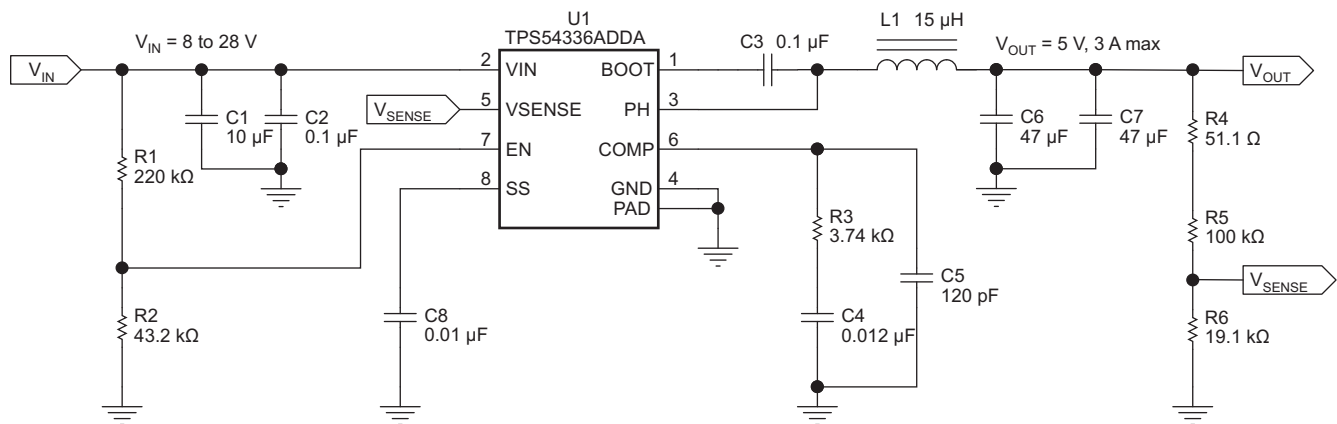 U1
TPS54336ADDA
V_IN = 8 to 28 V
V_IN
2
VIN
BOOT
1
C3
0.1 µF
L1 15 µH
V_OUT = 5 V, 3 A max
V_OUT
V_SENSE
5
VSENSE
PH
3
C1
10 µF
C2
0.1 µF
C6
47 µF
C7
47 µF
R4
51.1 Ω
7
EN
COMP
6
R1
220 kΩ
8
SS
GND
4
PAD
R3
3.74 kΩ
R5
100 kΩ
C5
120 pF
V_SENSE
R2
43.2 kΩ
C8
0.01 µF
C4
0.012 µF
R6
19.1 kΩ